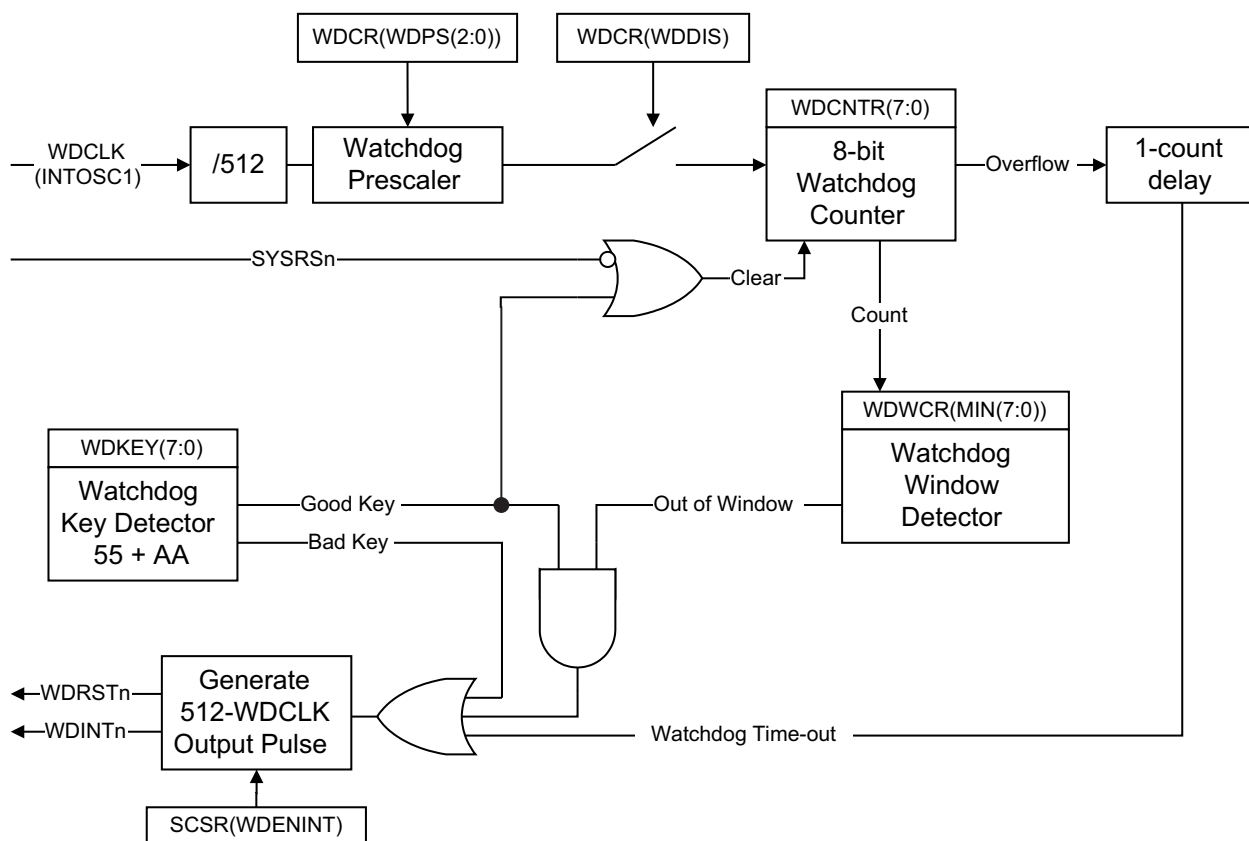 WDCR(WDPS(2:0))
WDCR(WDDIS)
WDCNTR(7:0)
WDCLK
(INTOSC1)
/512
Watchdog
Prescaler
8-bit
Watchdog
Counter
Overflow
1-count
delay
SYSRSn
Clear
Count
WDWCR(MIN(7:0))
Watchdog
Window
Detector
WDKEY(7:0)
Watchdog
Key Detector
55 + AA
Good Key
Bad Key
Out of Window
WDRSTn
WDINTn
Generate
512-WDCLK
Output Pulse
Watchdog Time-out
SCSR(WDENINT)